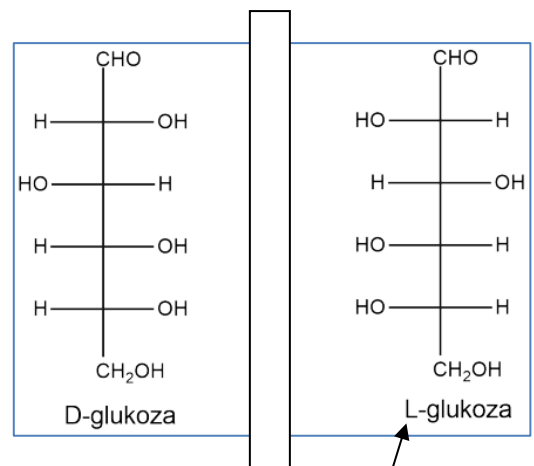 CHO CHO
H OH HO H
HO H H OH
H OH HO H
H OH HO H
CH₂OH CH₂OH
D-glukoza L-glukoza